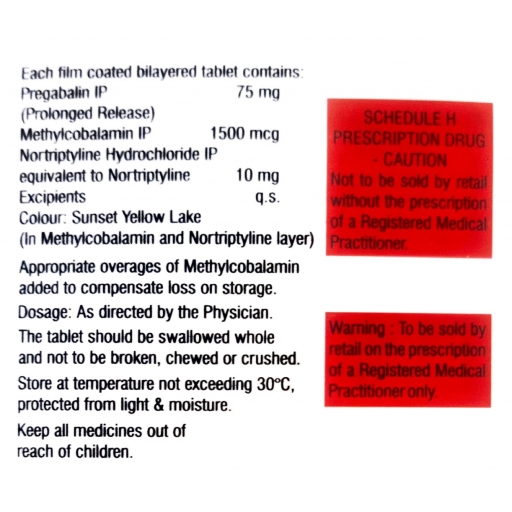 Each film coated bilayered tablet contains:
Pregabalin IP 75 mg
(Prolonged Release)
Methylcobalamin IP 1500 mcg
Nortriptyline Hydrochloride IP
equivalent to Nortriptyline 10 mg
Excipients q.s.
Colour: Sunset Yellow Lake
(In Methylcobalamin and Nortriptyline layer)
Appropriate overages of Methylcobalamin
added to compensate loss on storage.
Dosage: As directed by the Physician.
The tablet should be swallowed whole
and not to be broken, chewed or crushed.
Store at temperature not exceeding 30°C,
protected from light & moisture.
Keep all medicines out of
reach of children.
SCHEDULE H
PRESCRIPTION DRUG
- CAUTION
Not to be sold by retail
without the prescription
of a Registered Medical
Practitioner.
Warning : To be sold by
retail on the prescription
of a Registered Medical
Practitioner only.